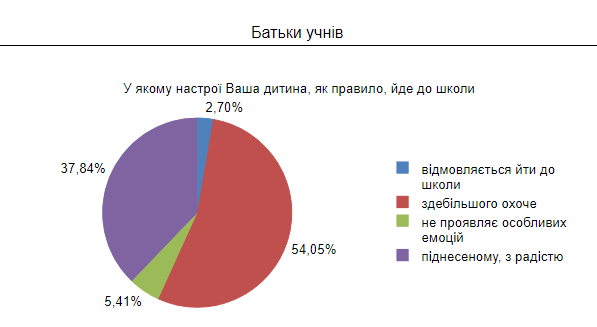 Батьки учнів
У якому настрої Ваша дитина, як правило, йде до школи
2,70%
37,84%
54,05%
5,41%
відмовляється йти до
школи
здебільшого охоче
не проявляє особливих
емоцій
піднесеному, з радістю